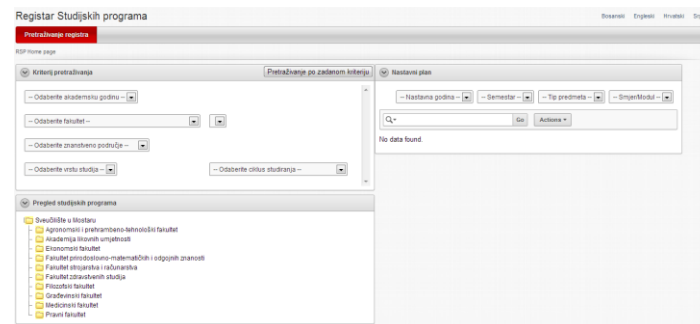 Registar Studijskih programa
Bosanski Engleski Hrvatski
Pretraživanje registra
RSP Home page
Kriterij pretraživanja
Pretraživanje po zadanom kriteriju
-- Odaberite akademsku godinu --
-- Odaberite fakultet --
-- Odaberite znanstveno područje --
-- Odaberite vrstu studija -- -- Odaberite ciklus studiranja --
Nastavni plan
-- Nastavna godina -- -- Semestar -- -- Tip predmeta -- -- Smjer/Modul --
Go Actions
No data found.
Pregled studijskih programa
Sveučilište u Mostaru
Agronomski i prehrambeno-tehnološki fakultet
Akademija likovnih umjetnosti
Ekonomski fakultet
Fakultet prirodoslovno-matematičkih i odgojnih znanosti
Fakultet strojarstva i računarstva
Fakultet zdravstvenih studija
Filozofski fakultet
Građevinski fakultet
Medicinski fakultet
Pravni fakultet